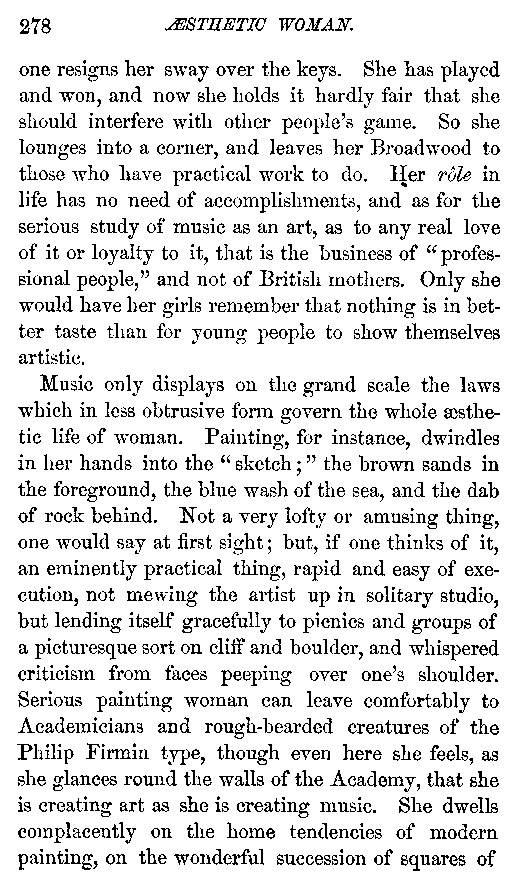 278 ÆSTHETIC WOMAN.
one resigns her sway over the keys. She has played
and won, and now she holds it hardly fair that she
should interfere with other people's game. So she
lounges into a corner, and leaves her Broadwood to
those who have practical work to do. Her rôle in
life has no need of accomplishments, and as for the
serious study of music as an art, as to any real love
of it or loyalty to it, that is the business of “profes-
sional people,” and not of British mothers. Only she
would have her girls remember that nothing is in bet-
ter taste than for young people to show themselves
artistic.
Music only displays on the grand scale the laws
which in less obtrusive form govern the whole æsthe-
tic life of woman. Painting, for instance, dwindles
in her hands into the “sketch;” the brown sands in
the foreground, the blue wash of the sea, and the dab
of rock behind. Not a very lofty or amusing thing,
one would say at first sight; but, if one thinks of it,
an eminently practical thing, rapid and easy of exe-
cution, not mewing the artist up in solitary studio,
but lending itself gracefully to picnics and groups of
a picturesque sort on cliff and boulder, and whispered
criticism from faces peeping over one's shoulder.
Serious painting woman can leave comfortably to
Academicians and rough-bearded creatures of the
Philip Firmin type, though even here she feels, as
she glances round the walls of the Academy, that she
is creating art as she is creating music. She dwells
complacently on the home tendencies of modern
painting, on the wonderful succession of squares of